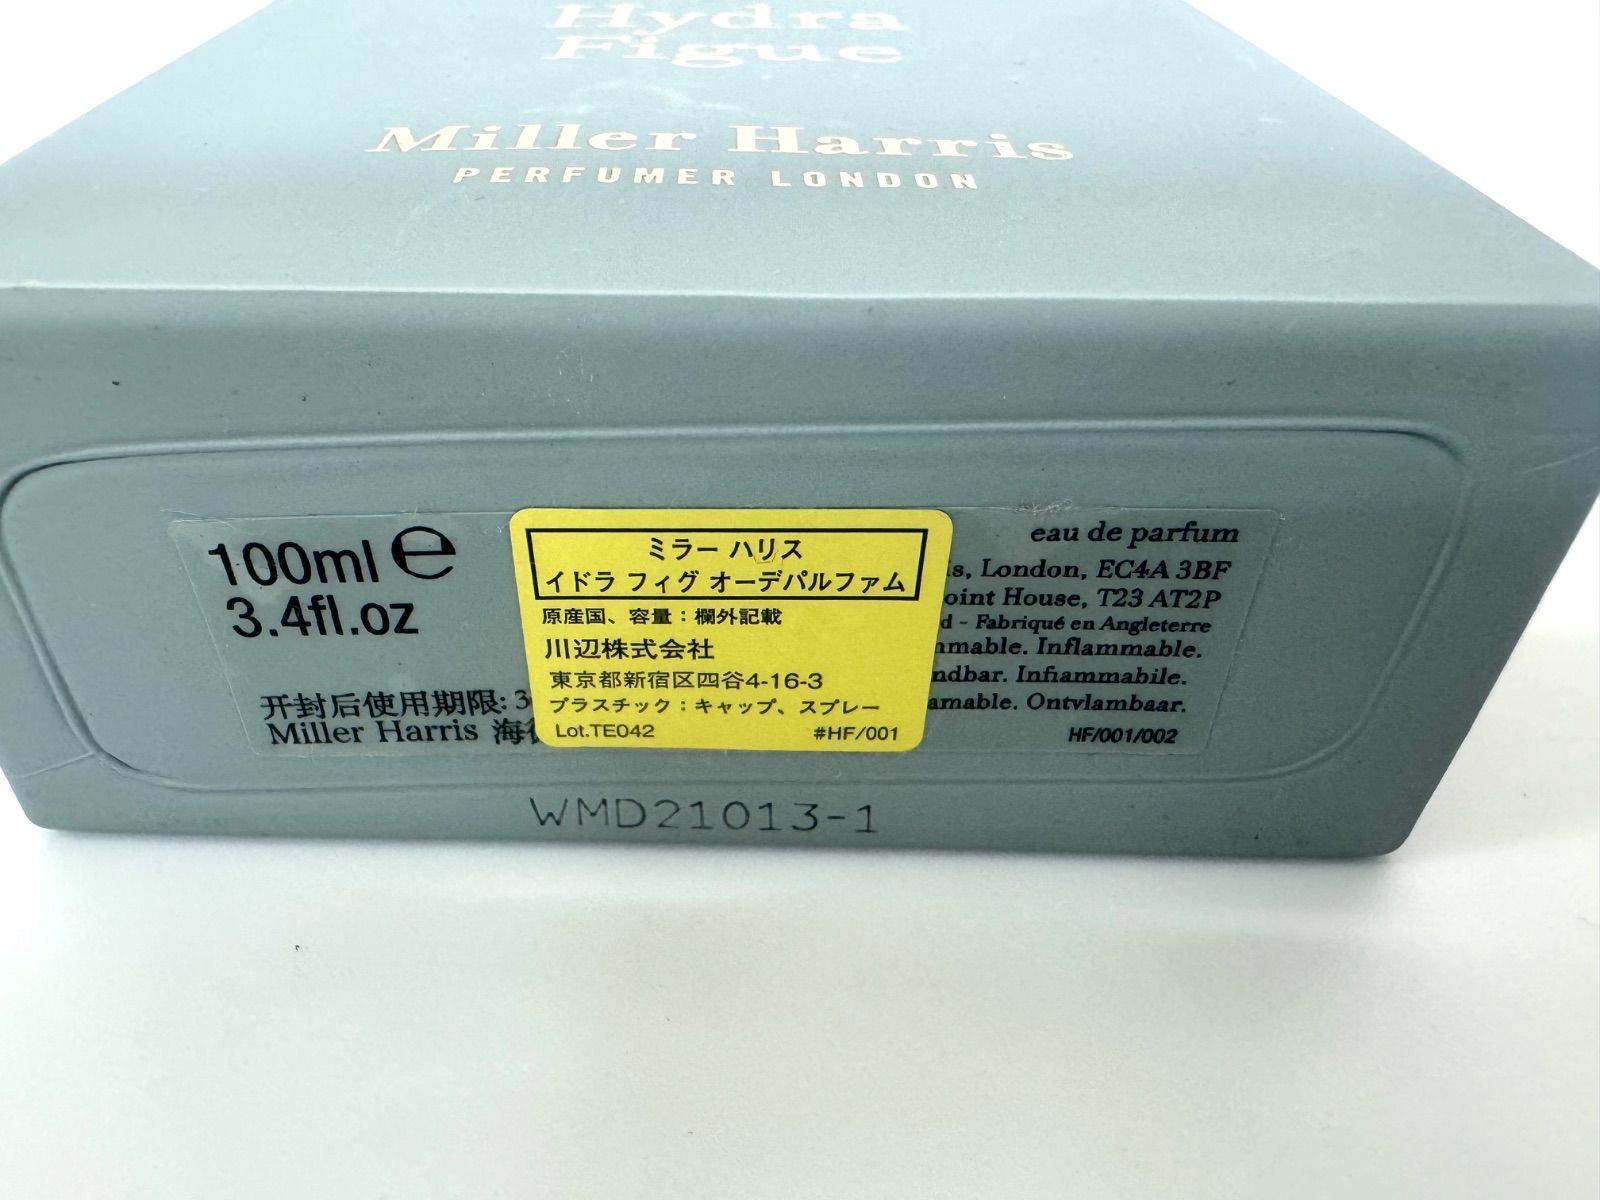 Hydra
Figue
Miller Harris
PERFUMER LONDON
100ml ℮
3.4fl.oz
开封后使用期限: 3
Miller Harris 海
ミラー ハリス
イドラ フィグ オーデパルファム
原産国、容量：欄外記載
川辺株式会社
東京都新宿区四谷4-16-3
プラスチック：キャップ、スプレー
Lot.TE042 #HF/001
eau de parfum
is, London, EC4A 3BF
oint House, T23 AT2P
d - Fabriqué en Angleterre
mmable. Inflammable.
ndbar. Infiammabile.
amable. Ontvlambaar.
HF/001/002
WMD21013-1